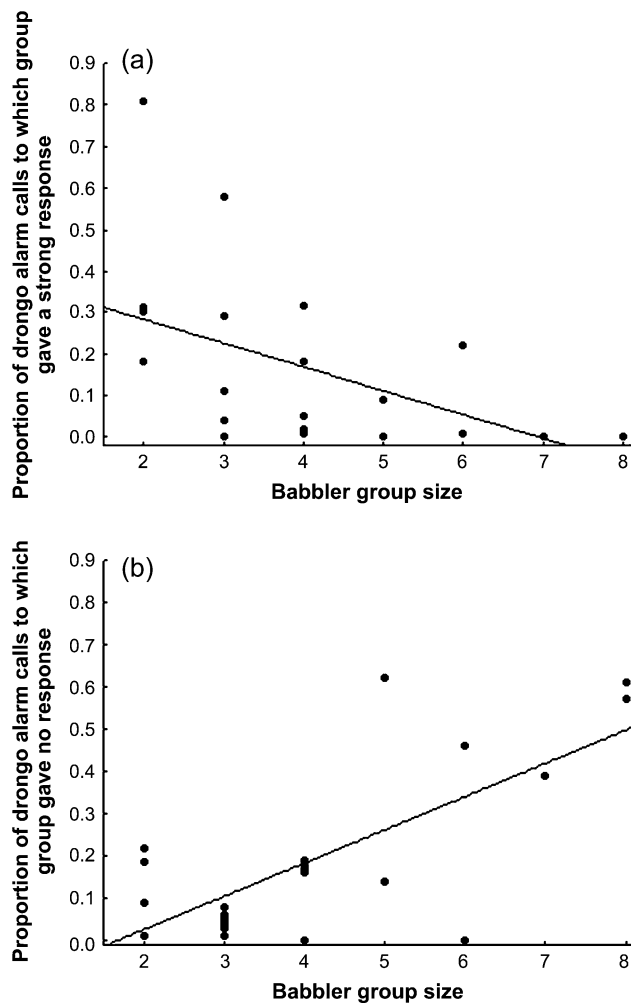 (a)
Proportion of drongo alarm calls to which group
gave a strong response
0.9
0.8
0.7
0.6
0.5
0.4
0.3
0.2
0.1
0.0
2 3 4 5 6 7 8
Babbler group size
(b)
Proportion of drongo alarm calls to which
group gave no response
0.9
0.8
0.7
0.6
0.5
0.4
0.3
0.2
0.1
0.0
2 3 4 5 6 7 8
Babbler group size